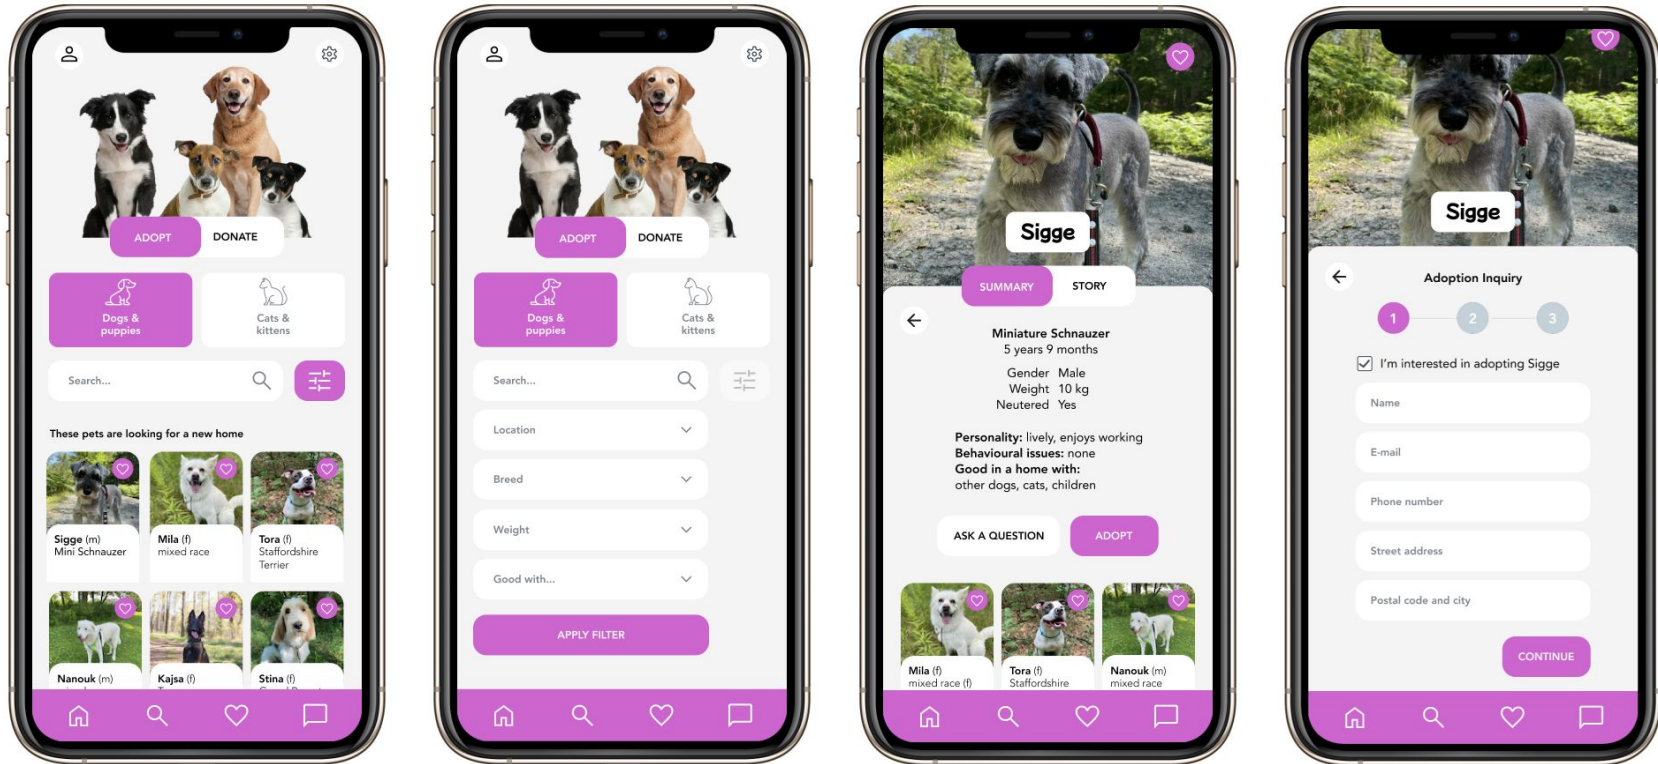 ADOPT
DONATE
Dogs &
puppies
Cats &
kittens
Search...
These pets are looking for a new home
Sigge (m)
Mini Schnauzer
Mila (f)
mixed race
Tora (f)
Staffordshire
Terrier
Nanouk (m)
Kajsa (f)
Stina (f)
ADOPT
DONATE
Dogs &
puppies
Cats &
kittens
Search...
Location
Breed
Weight
Good with...
APPLY FILTER
Sigge
SUMMARY
STORY
Miniature Schnauzer
5 years 9 months
Gender Male
Weight 10 kg
Neutered Yes
Personality: lively, enjoys working
Behavioural issues: none
Good in a home with:
other dogs, cats, children
ASK A QUESTION
ADOPT
Mila (f)
mixed race (f)
Tora (f)
Staffordshire
Nanouk (m)
mixed race
Sigge
Adoption Inquiry
1
2
3
I'm interested in adopting Sigge
Name
E-mail
Phone number
Street address
Postal code and city
CONTINUE